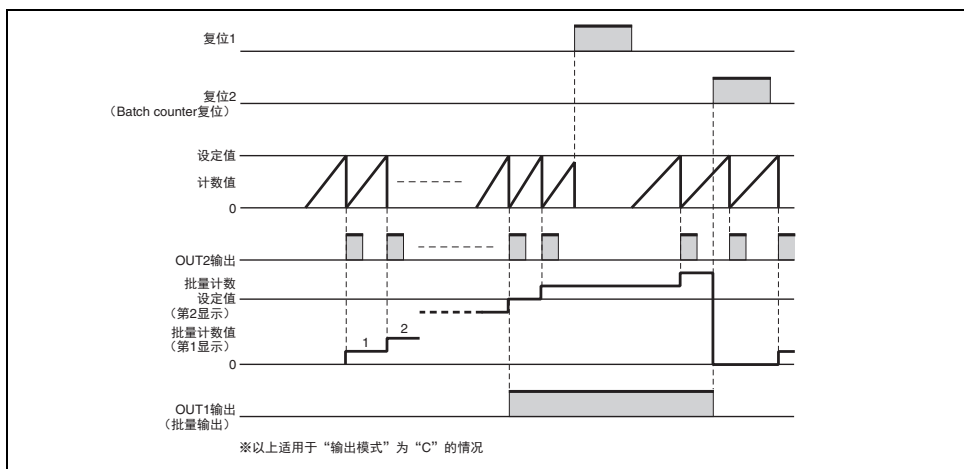 复位1
复位2
（Batch counter复位）
设定值
计数值
0
OUT2输出
批量计数
设定值
（第2显示）
批量计数值
（第1显示）
1
2
0
OUT1输出
（批量输出）
※以上适用于“输出模式”为“C”的情况